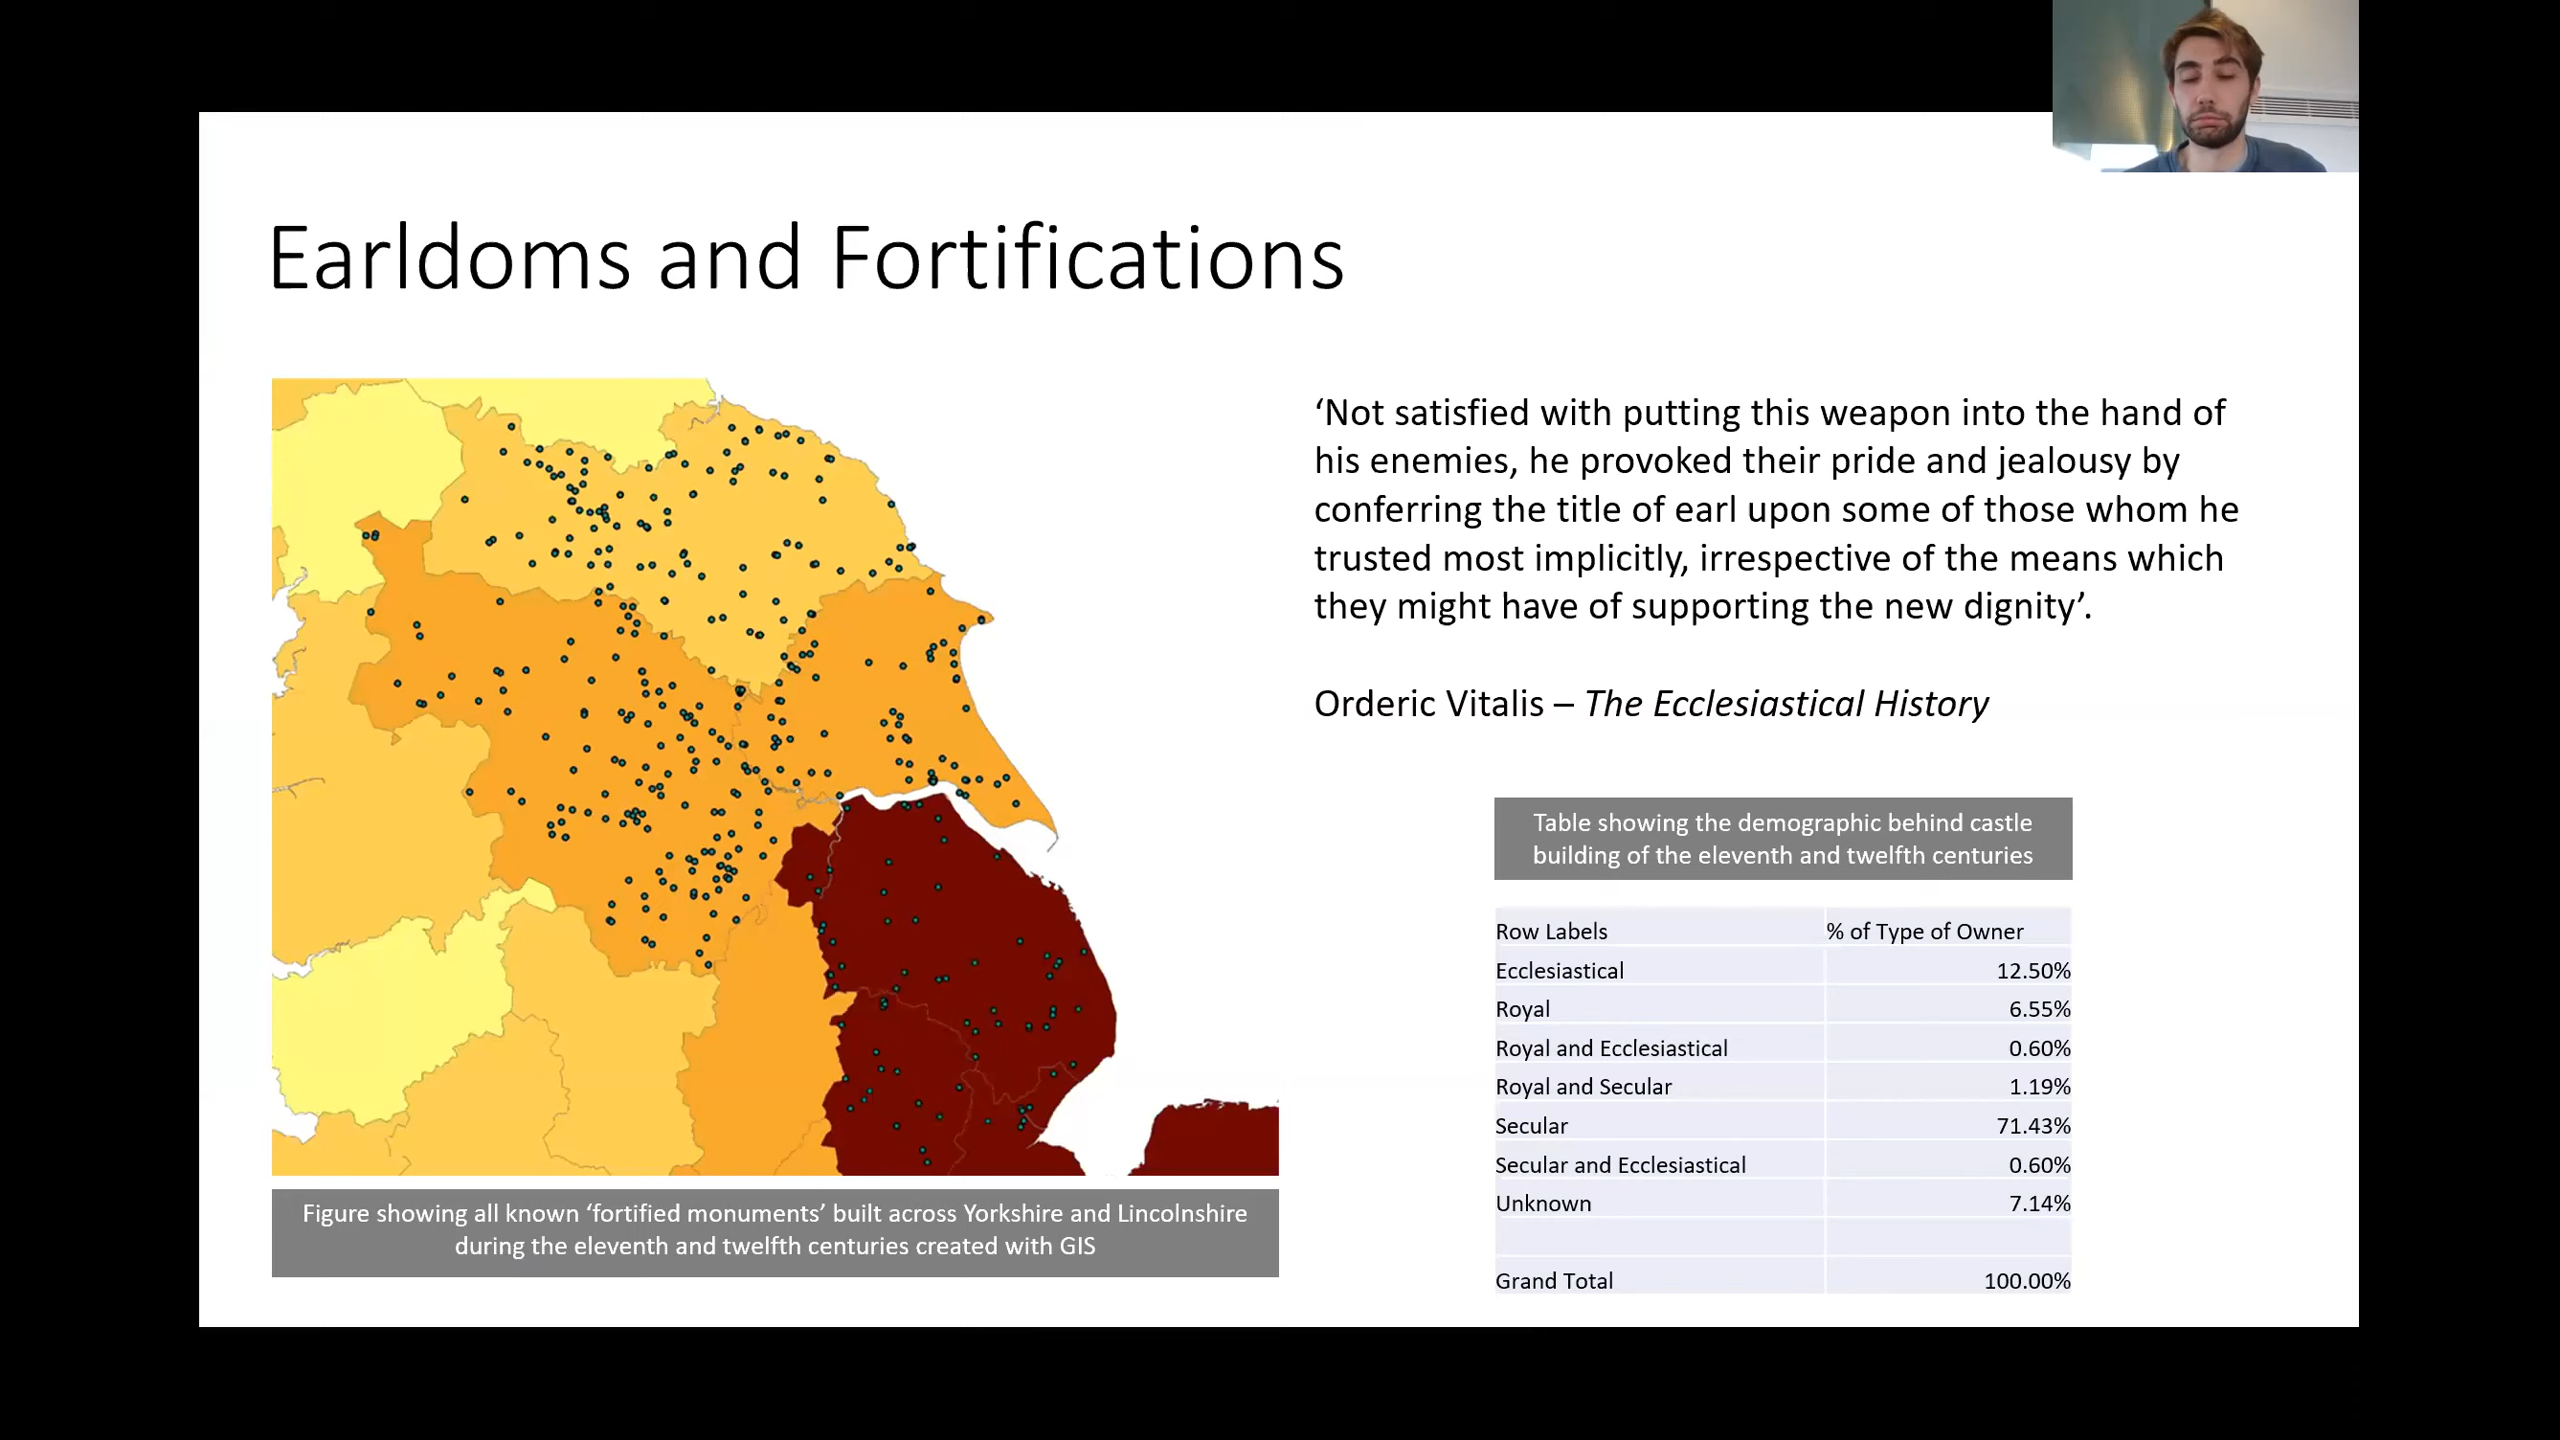 Earldoms and Fortifications
‘Not satisfied with putting this weapon into the hand of
his enemies, he provoked their pride and jealousy by
conferring the title of earl upon some of those whom he
trusted most implicitly, irrespective of the means which
they might have of supporting the new dignity’.
Orderic Vitalis – The Ecclesiastical History
Table showing the demographic behind castle
building of the eleventh and twelfth centuries
Row Labels % of Type of Owner
Ecclesiastical 12.50%
Royal 6.55%
Royal and Ecclesiastical 0.60%
Royal and Secular 1.19%
Secular 71.43%
Secular and Ecclesiastical 0.60%
Unknown 7.14%
Grand Total 100.00%
Figure showing all known ‘fortified monuments’ built across Yorkshire and Lincolnshire
during the eleventh and twelfth centuries created with GIS